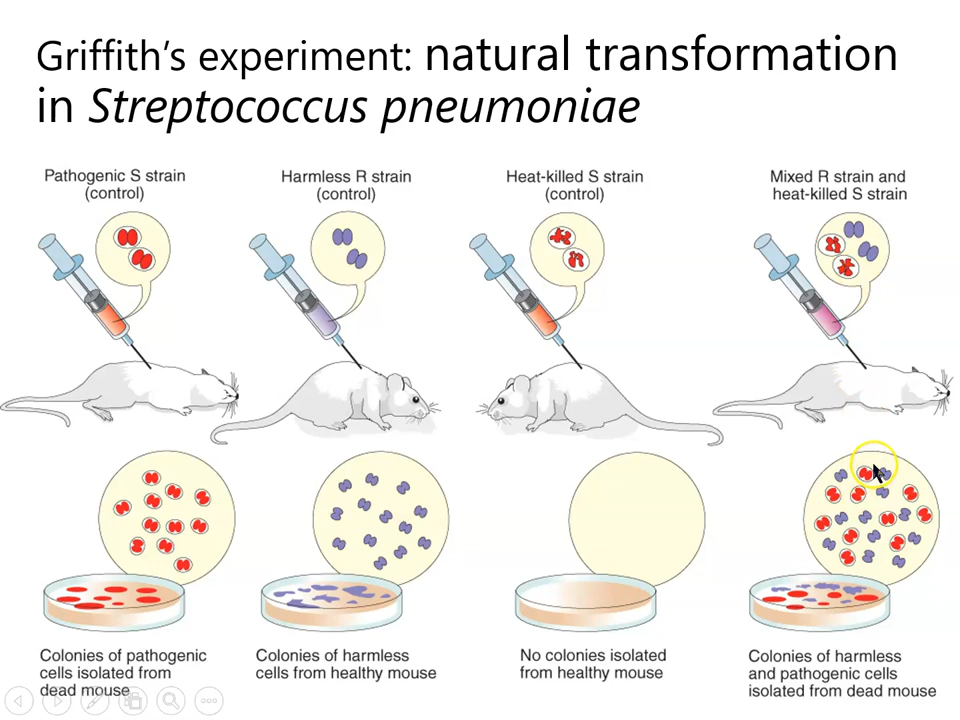 Griffith's experiment: natural transformation
in Streptococcus pneumoniae
Pathogenic S strain
(control)
Harmless R strain
(control)
Heat-killed S strain
(control)
Mixed R strain and
heat-killed S strain
Colonies of pathogenic
cells isolated from
dead mouse
Colonies of harmless
cells from healthy mouse
No colonies isolated
from healthy mouse
Colonies of harmless
and pathogenic cells
isolated from dead mouse